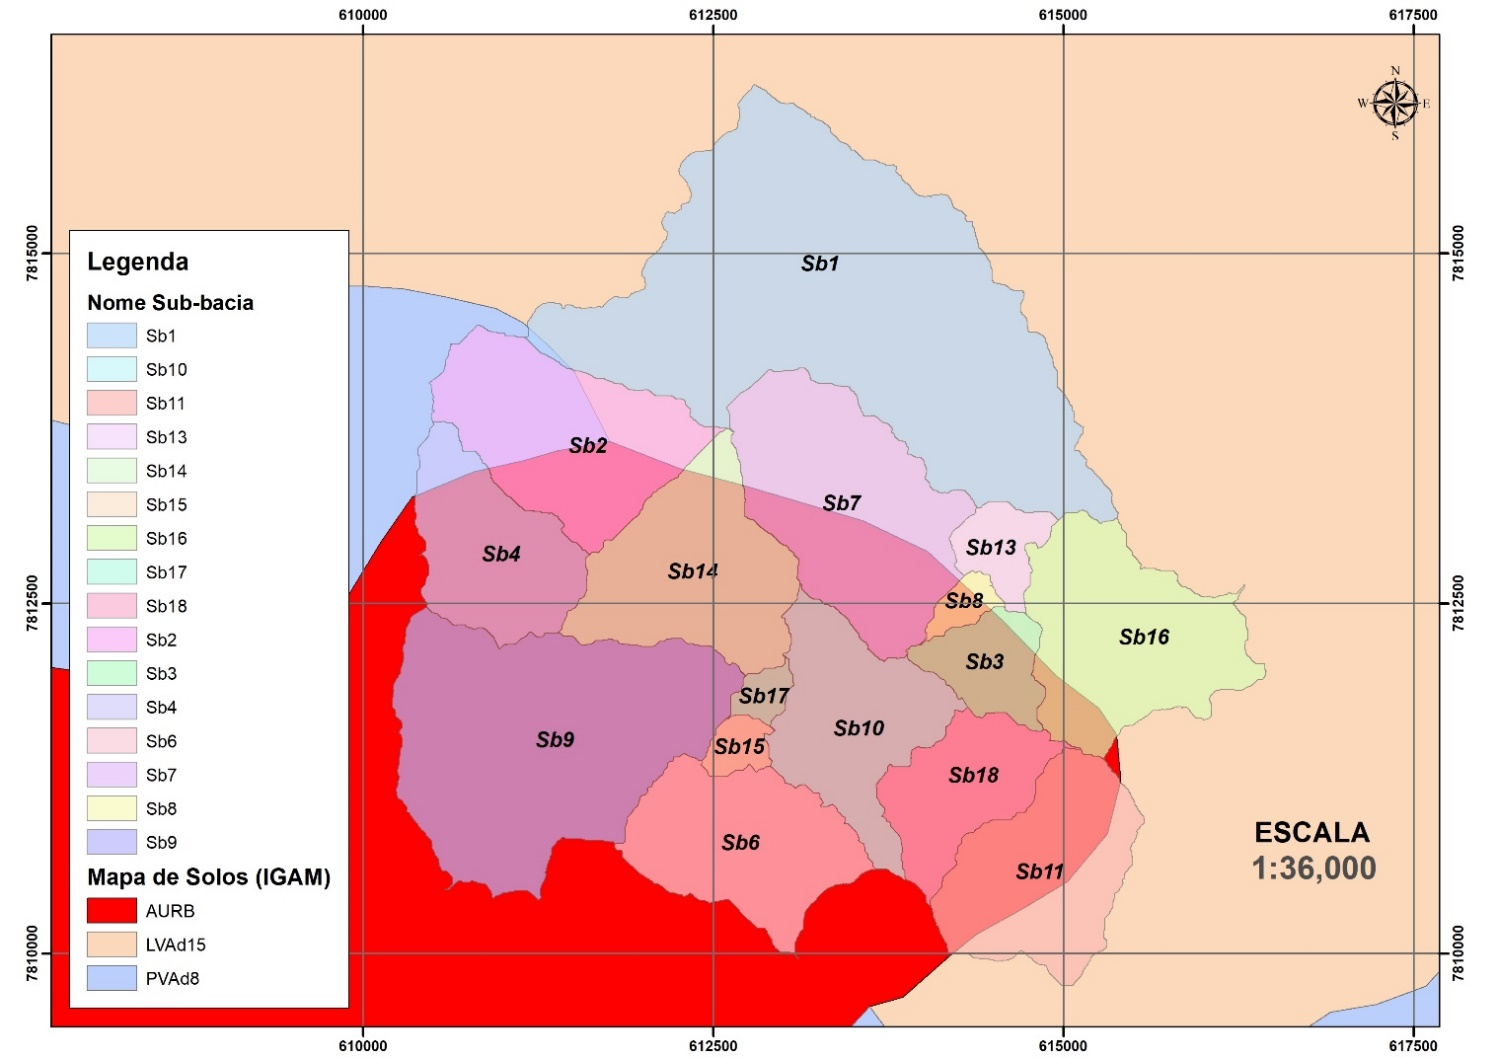 610000
612500
615000
617500
N
W
E
S
7815000
7815000
Sb1
Legenda
Nome Sub-bacia
Sb1
Sb10
Sb11
Sb13
Sb14
Sb15
Sb16
Sb17
Sb18
Sb2
Sb3
Sb4
Sb6
Sb7
Sb8
Sb9
Mapa de Solos (IGAM)
AURB
LVAd15
PVAd8
Sb2
Sb7
Sb13
Sb4
Sb14
Sb8
7812500
7812500
Sb16
Sb3
Sb17
Sb10
Sb9
Sb15
Sb18
Sb6
Sb11
ESCALA
1:36,000
7810000
7810000
610000
612500
615000
617500